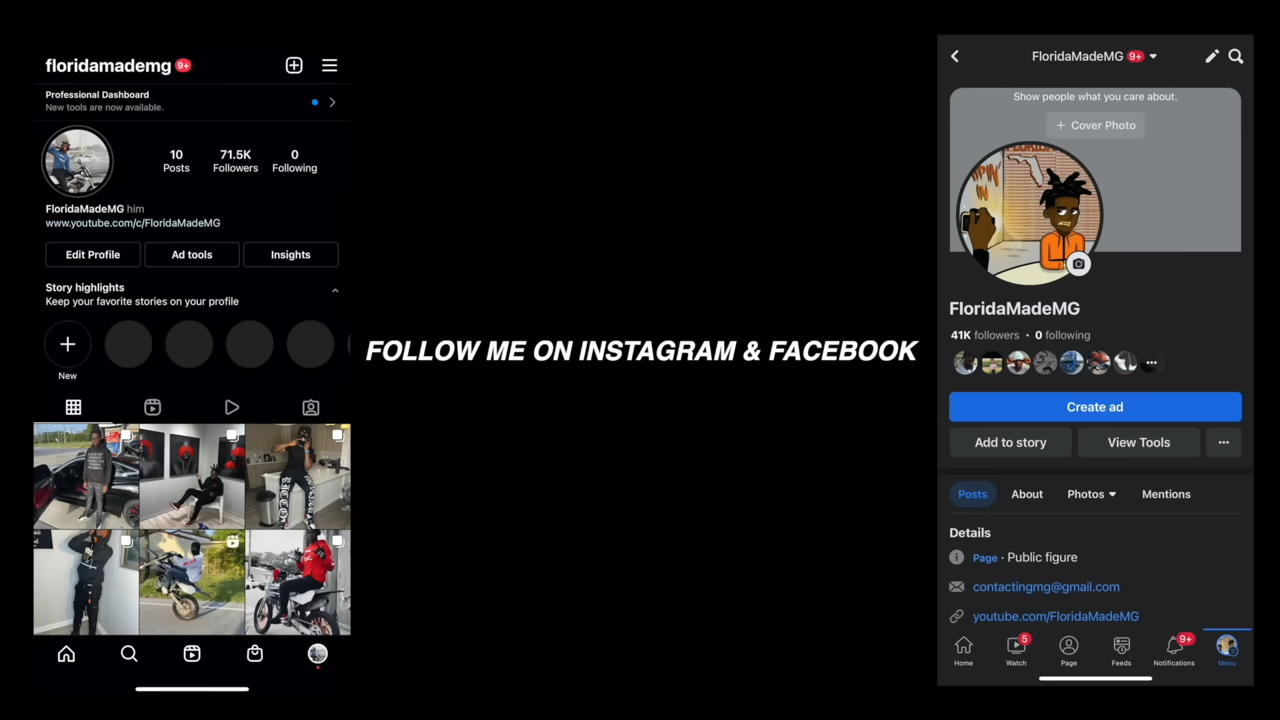 floridamademg 9+
Professional Dashboard
New tools are now available.
10
Posts
71.5K
Followers
0
Following
FloridaMadeMG him
www.youtube.com/c/FloridaMadeMG
Edit Profile
Ad tools
Insights
Story highlights
Keep your favorite stories on your profile
New
FOLLOW ME ON INSTAGRAM & FACEBOOK
FloridaMadeMG 9+
Show people what you care about.
+ Cover Photo
FloridaMadeMG
41K followers • 0 following
Create ad
Add to story
View Tools
Posts
About
Photos
Mentions
Details
Page · Public figure
contactingmg@gmail.com
youtube.com/FloridaMadeMG
5
9+
Home
Watch
Page
Feeds
Notifications
Menu